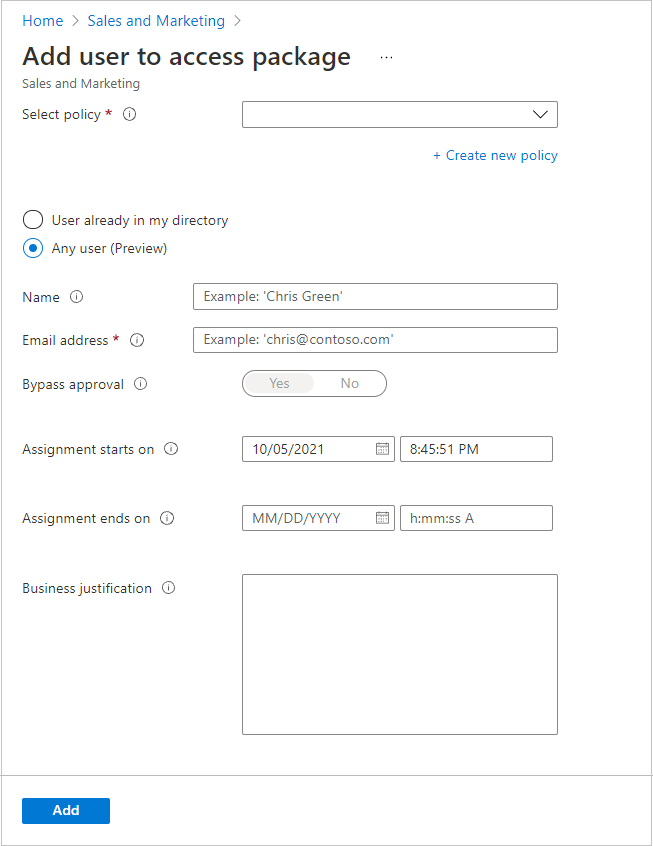 Home > Sales and Marketing >
Add user to access package ...
Sales and Marketing
Select policy *
+ Create new policy
User already in my directory
Any user (Preview)
Name Example: 'Chris Green'
Email address * Example: 'chris@contoso.com'
Bypass approval Yes No
Assignment starts on 10/05/2021 8:45:51 PM
Assignment ends on MM/DD/YYYY h:mm:ss A
Business justification
Add